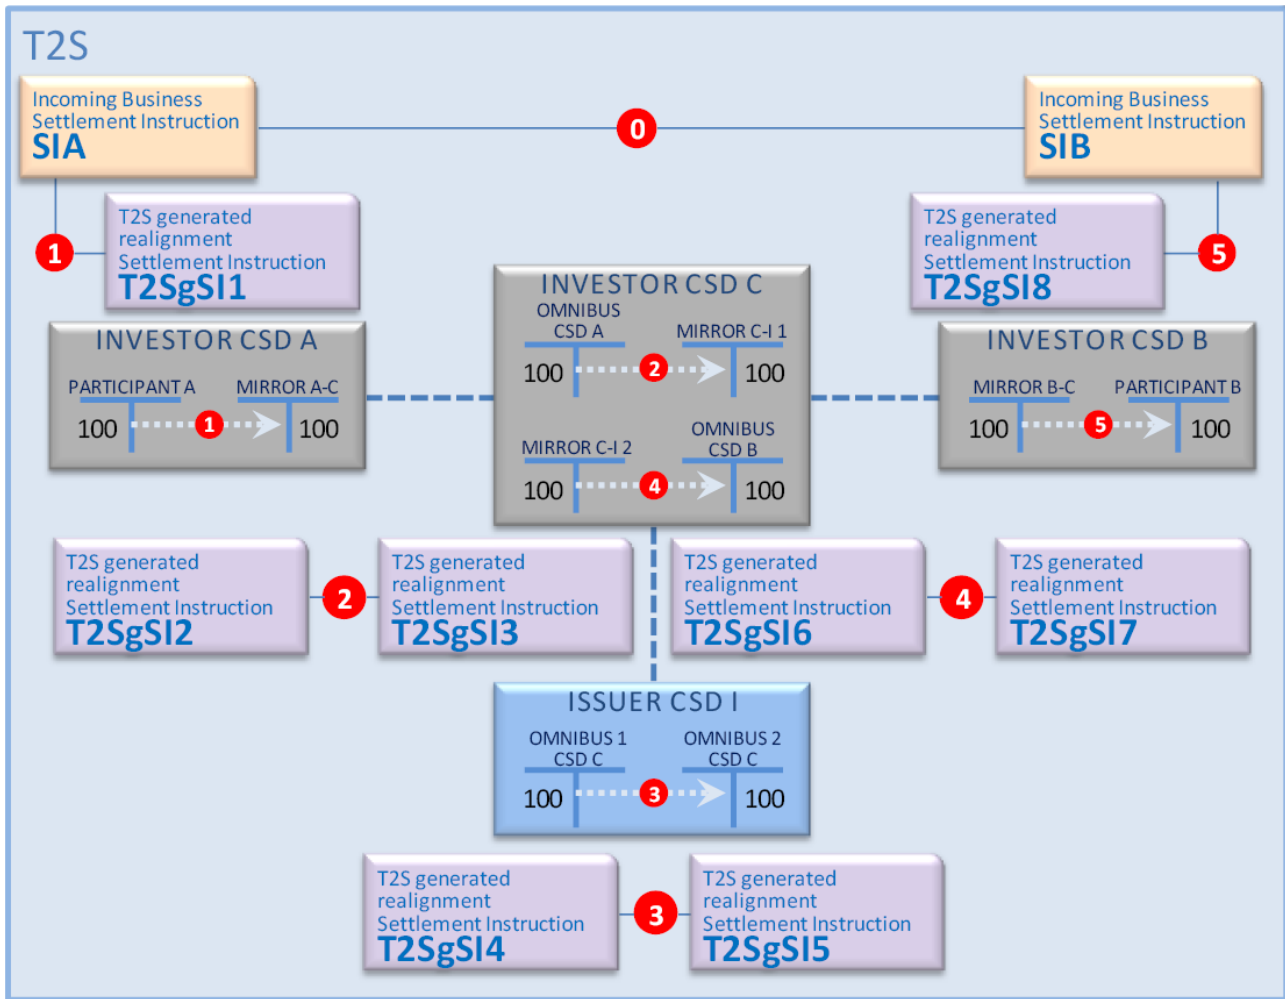 T2S
Incoming Business
Settlement Instruction
SIA
0
Incoming Business
Settlement Instruction
SIB
1
T2S generated
realignment
Settlement Instruction
T2SgSI1
T2S generated
realignment
Settlement Instruction
T2SgSI8
5
INVESTOR CSD A
PARTICIPANT A
MIRROR A-C
100
1
100
INVESTOR CSD C
OMNIBUS
CSD A
MIRROR C-I 1
100
2
100
MIRROR C-I 2
OMNIBUS
CSD B
100
4
100
INVESTOR CSD B
MIRROR B-C
PARTICIPANT B
100
5
100
T2S generated
realignment
Settlement Instruction
T2SgSI2
2
T2S generated
realignment
Settlement Instruction
T2SgSI3
T2S generated
realignment
Settlement Instruction
T2SgSI6
4
T2S generated
realignment
Settlement Instruction
T2SgSI7
ISSUER CSD I
OMNIBUS 1
CSD C
OMNIBUS 2
CSD C
100
3
100
T2S generated
realignment
Settlement Instruction
T2SgSI4
3
T2S generated
realignment
Settlement Instruction
T2SgSI5